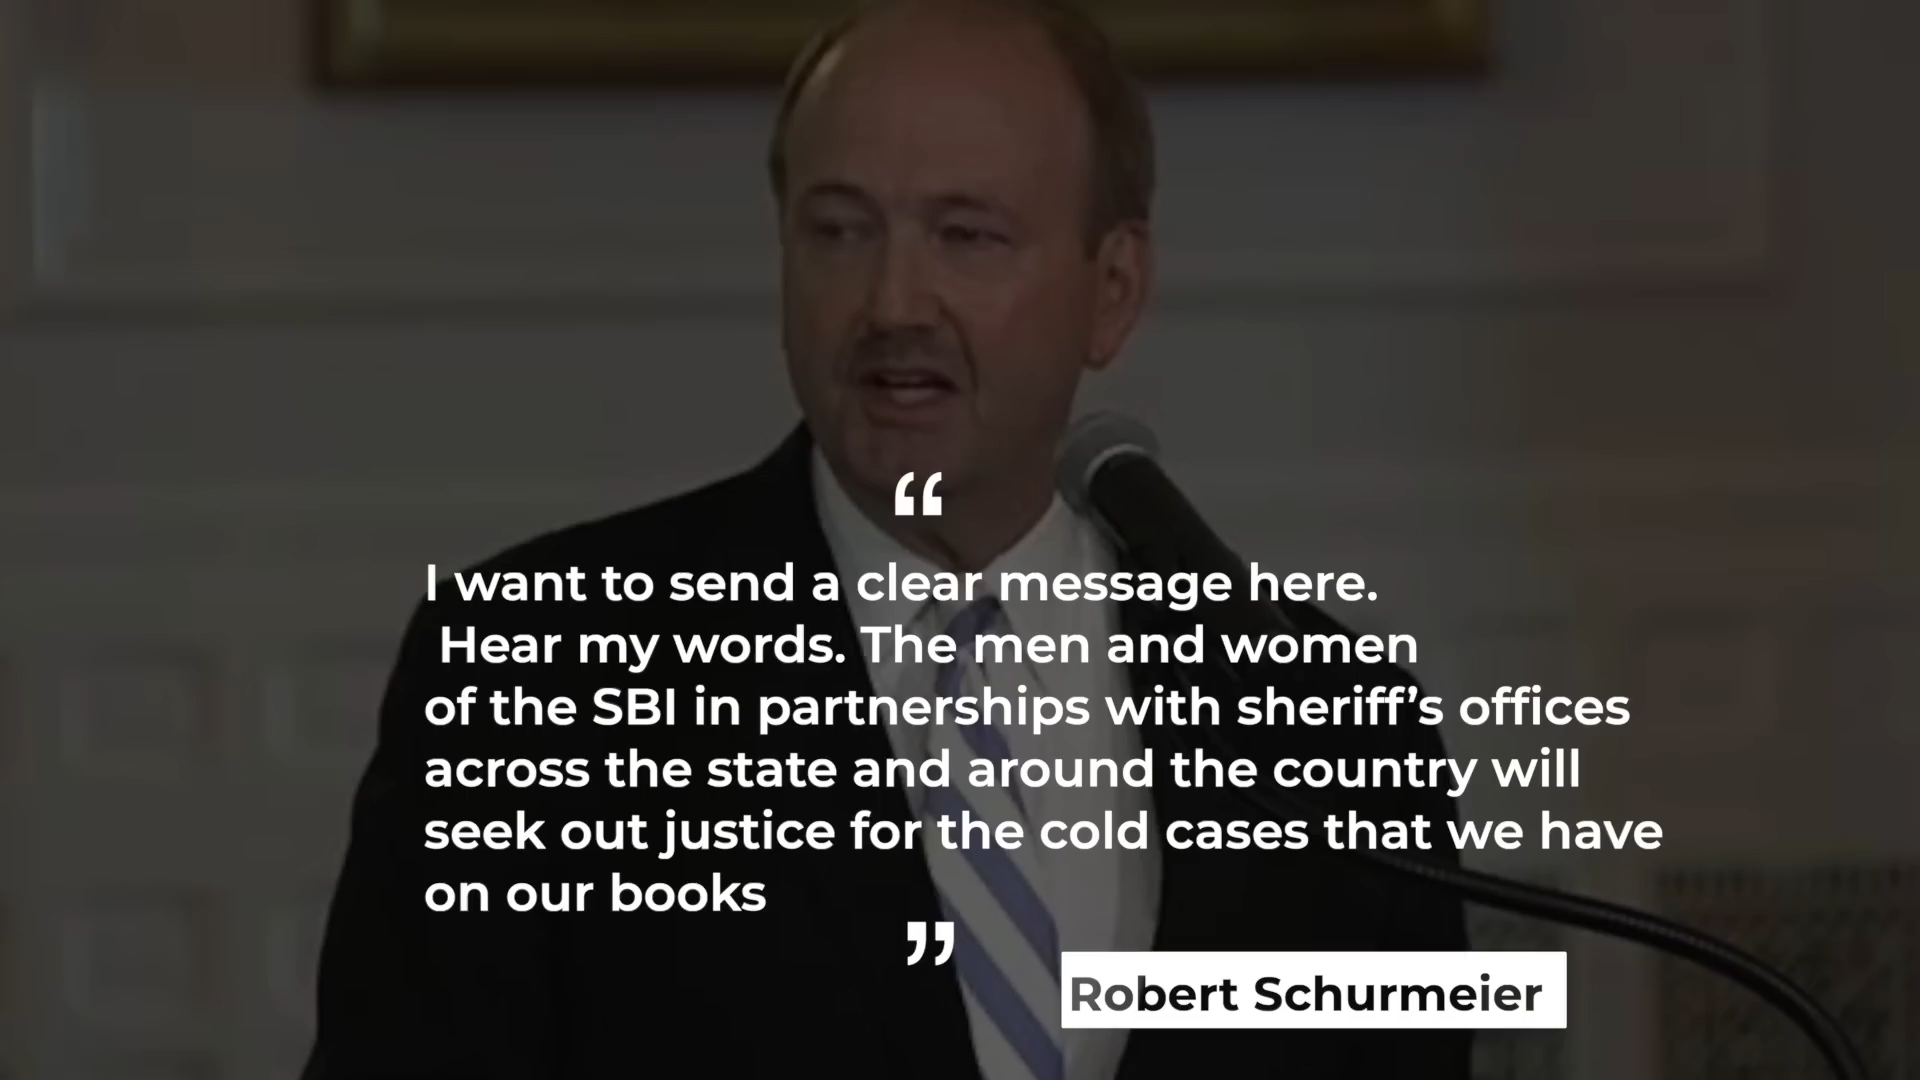 “
I want to send a clear message here.
Hear my words. The men and women
of the SBI in partnerships with sheriff’s offices
across the state and around the country will
seek out justice for the cold cases that we have
on our books
”
Robert Schurmeier